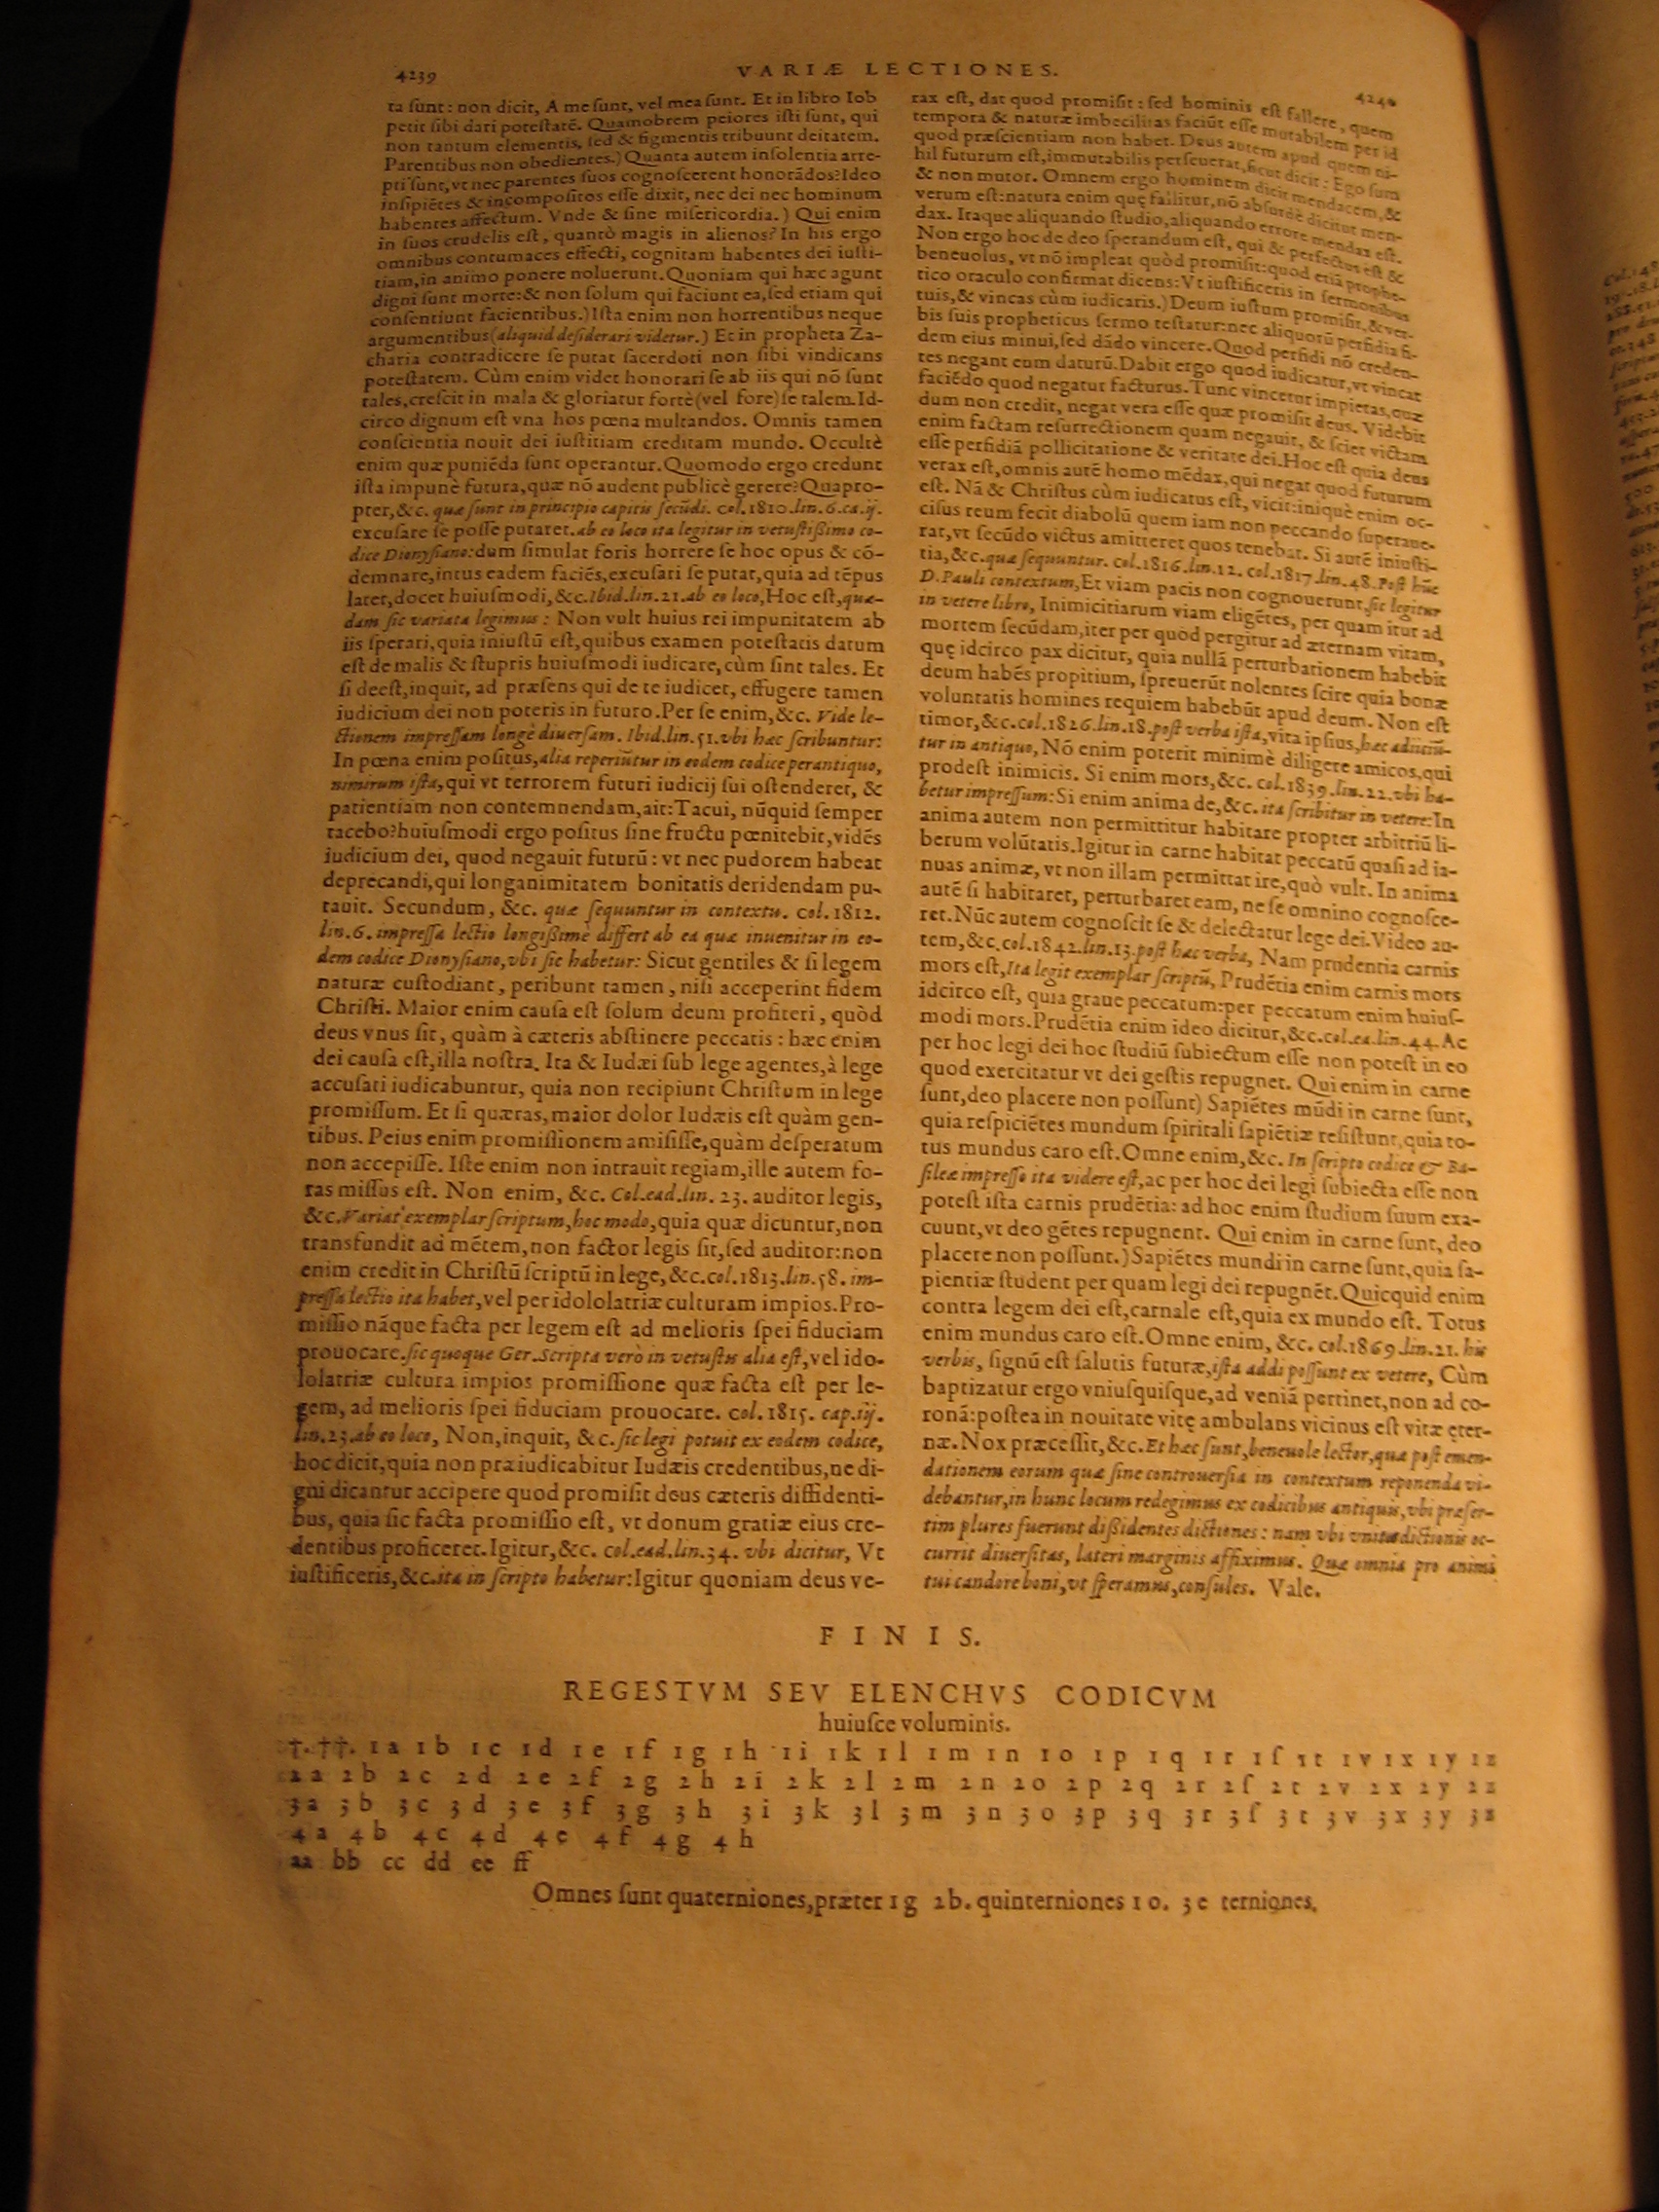 4239
VARIÆ LECTIONES.
4240
ta ſunt: non dicit, A me ſunt, vel mea ſunt. Et in libro Iob
petit ſibi dari poteſtatē. Quamobrem peiores iſti ſunt, qui
non tantum elementis, ſed & figmentis tribuunt deitatem.
Parentibus non obedientes.) Quanta autem inſolentia arre-
pti ſunt, vt nec parentes ſuos cognoſcerent honorādos? Ideo
inſipiētes & incompoſitos eſſe dixit, nec dei nec hominum
habentes affectum. Vnde & ſine miſericordia.) Qui enim
in ſuos crudelis eſt, quantò magis in alienos? In his ergo
omnibus contumaces effecti, cognitam habentes dei iuſti-
tiam, in animo ponere noluerunt. Quoniam qui hæc agunt
digni ſunt morte: & non ſolum qui faciunt ea, ſed etiam qui
conſentiunt facientibus.) Iſta enim non horrentibus neque
argumentibus (aliquid deſiderari videtur.) Et in propheta Za-
charia contradicere ſe putat ſacerdoti non ſibi vindicans
poteſtatem. Cùm enim videt honorari ſe ab iis qui nō ſunt
tales, creſcit in mala & gloriatur fortè (vel fore) ſe talem. Id-
circo dignum eſt vna hos pœna multandos. Omnis tamen
conſcientia nouit dei iuſtitiam creditam mundo. Occultè
enim quæ puniēda ſunt operantur. Quomodo ergo credunt
iſta impunè futura, quæ nō audent publicè gerere? Quapro-
pter, &c. quæ ſunt in principio capitis ſecūdi. col. 1810. lin. 6. ca. ij.
excuſare ſe poſſe putaret. ab eo loco ita legitur in vetuſtiſsimo co-
dice Dionyſiano: dum ſimulat foris horrere ſe hoc opus & cō-
demnare, intus eadem faciēs, excuſari ſe putat, quia ad tēpus
latet, docet huiuſmodi, &c. Ibid. lin. 21. ab eo loco, Hoc eſt, quæ-
dam ſic variata legimus: Non vult huius rei impunitatem ab
iis ſperari, quia iniuſtū eſt, quibus examen poteſtatis datum
eſt de malis & ſtupris huiuſmodi iudicare, cùm ſint tales. Et
ſi deeſt, inquit, ad præſens qui de te iudicet, effugere tamen
iudicium dei non poteris in futuro. Per ſe enim, &c. Vide le-
ctionem impreſſam longè diuerſam. Ibid. lin. 51. vbi hæc ſcribuntur:
In pœna enim poſitus, alia reperiūtur in eodem codice perantiquo,
nimirum iſta, qui vt terrorem futuri iudicij ſui oſtenderet, &
patientiam non contemnendam, ait: Tacui, nūquid ſemper
tacebo? huiuſmodi ergo poſitus ſine fructu pœnitebit, vidēs
iudicium dei, quod negauit futurū: vt nec pudorem habeat
deprecandi, qui longanimitatem bonitatis deridendam pu-
tauit. Secundum, &c. quæ ſequuntur in contextu. col. 1812.
lin. 6. impreſſa lectio longiſsimè differt ab ea quæ inuenitur in eo-
dem codice Dionyſiano, vbi ſic habetur: Sicut gentiles & ſi legem
naturæ cuſtodiant, peribunt tamen, niſi acceperint fidem
Chriſti. Maior enim cauſa eſt ſolum deum profiteri, quòd
deus vnus ſit, quàm à cæteris abſtinere peccatis: hæc enim
dei cauſa eſt, illa noſtra. Ita & Iudæi ſub lege agentes, à lege
accuſati iudicabuntur, quia non recipiunt Chriſtum in lege
promiſſum. Et ſi quæras, maior dolor Iudæis eſt quàm gen-
tibus. Peius enim promiſſionem amiſiſſe, quàm deſperatum
non accepiſſe. Iſte enim non intrauit regiam, ille autem fo-
ras miſſus eſt. Non enim, &c. Col. ead. lin. 23. auditor legis,
&c. Variat exemplar ſcriptum, hoc modo, quia quæ dicuntur, non
transfundit ad mētem, non factor legis ſit, ſed auditor: non
enim credit in Chriſtū ſcriptū in lege, &c. col. 1813. lin. 58. im-
preſſa lectio ita habet, vel per idololatriæ culturam impios. Pro-
miſſio nāque facta per legem eſt ad melioris ſpei fiduciam
prouocare. ſic quoque Ger. Scripta verò in vetuſtis alia eſt, vel ido-
lolatriæ cultura impios promiſſione quæ facta eſt per le-
gem, ad melioris ſpei fiduciam prouocare. col. 1815. cap. iij.
lin. 23. ab eo loco, Non, inquit, &c. ſic legi potuit ex eodem codice,
hoc dicit, quia non præiudicabitur Iudæis credentibus, ne di-
gni dicantur accipere quod promiſit deus cæteris diffidenti-
bus, quia ſic facta promiſſio eſt, vt donum gratiæ eius cre-
dentibus proficeret. Igitur, &c. col. ead. lin. 34. vbi dicitur, Vt
iuſtificeris, &c. ita in ſcripto habetur: Igitur quoniam deus ve-
rax eſt, dat quod promiſit: ſed hominis eſt fallere, quem
tempora & naturæ imbecilitas faciūt eſſe mutabilem per id
quod præſcientiam non habet. Deus autem apud quem ni-
hil futurum eſt, immutabilis perſeuerat, ſicut dicit: Ego ſum
& non mutor. Omnem ergo hominem dicit mendacem, &
verum eſt: natura enim quę fallitur, nō abſurdè dicitur men-
dax. Itaque aliquando ſtudio, aliquando errore mendax eſt.
Non ergo hoc de deo ſperandum eſt, qui & perfectus eſt &
beneuolus, vt nō impleat quòd promiſit: quod etiā prophe-
tico oraculo confirmat dicens: Vt iuſtificeris in ſermonibus
tuis, & vincas cùm iudicaris.) Deum iuſtum promiſit, & ver-
bis ſuis propheticus ſermo teſtatur: nec aliquorū perfidia fi-
dem eius minui, ſed dādo vincere. Quod perfidi nō creden-
tes negant eum daturū. Dabit ergo quod iudicatur, vt vincat
faciēdo quod negatur facturus. Tunc vincetur impietas, quæ
dum non credit, negat vera eſſe quæ promiſit deus. Videbit
enim factam reſurrectionem quam negauit, & ſciet victam
eſſe perfidiā pollicitatione & veritate dei. Hoc eſt quia deus
verax eſt, omnis autē homo mēdax, qui negat quod futurum
eſt. Nā & Chriſtus cùm iudicatus eſt, vicit: iniquè enim oc-
ciſus reum fecit diabolū quem iam non peccando ſuperaue-
rat, vt ſecūdo victus amitteret quos tenebat. Si autē iniuſti-
tia, &c. quæ ſequuntur. col. 1816. lin. 12. col. 1817. lin. 48. Poſt hūc
D. Pauli contextum, Et viam pacis non cognouerunt, ſic legitur
in vetere libro, Inimicitiarum viam eligētes, per quam itur ad
mortem ſecūdam, iter per quod pergitur ad æternam vitam,
quę idcirco pax dicitur, quia nullā perturbationem habebit
deum habēs propitium, ſpreuerūt nolentes ſcire quia bonæ
voluntatis homines requiem habebūt apud deum. Non eſt
timor, &c. col. 1826. lin. 18. poſt verba iſta, vita ipſius, hæc adiiciū-
tur in antiquo, Nō enim poterit minimè diligere amicos, qui
prodeſt inimicis. Si enim mors, &c. col. 1839. lin. 22. vbi ha-
betur impreſſum: Si enim anima de, &c. ita ſcribitur in vetere: In
anima autem non permittitur habitare propter arbitriū li-
berum volūtatis. Igitur in carne habitat peccatū quaſi ad ia-
nuas animæ, vt non illam permittat ire, quò vult. In anima
autē ſi habitaret, perturbaret eam, ne ſe omnino cognoſce-
ret. Nūc autem cognoſcit ſe & delectatur lege dei. Video au-
tem, &c. col. 1842. lin. 13. poſt hæc verba, Nam prudentia carnis
mors eſt, Ita legit exemplar ſcriptū, Prudētia enim carnis mors
idcirco eſt, quia graue peccatum: per peccatum enim huiuſ-
modi mors. Prudētia enim ideo dicitur, &c. col. ea. lin. 44. Ac
per hoc legi dei hoc ſtudiū ſubiectum eſſe non poteſt in eo
quod exercitatur vt dei geſtis repugnet. Qui enim in carne
ſunt, deo placere non poſſunt) Sapiētes mūdi in carne ſunt,
quia reſpiciētes mundum ſpiritali ſapiētiæ reſiſtunt, quia to-
tus mundus caro eſt. Omne enim, &c. In ſcripto codice & Ba-
ſileæ impreſſo ita videre eſt, ac per hoc dei legi ſubiecta eſſe non
poteſt iſta carnis prudētia: ad hoc enim ſtudium ſuum exa-
cuunt, vt deo gētes repugnent. Qui enim in carne ſunt, deo
placere non poſſunt.) Sapiētes mundi in carne ſunt, quia ſa-
pientiæ ſtudent per quam legi dei repugnēt. Quicquid enim
contra legem dei eſt, carnale eſt, quia ex mundo eſt. Totus
enim mundus caro eſt. Omne enim, &c. col. 1869. lin. 21. his
verbis, ſignū eſt ſalutis futuræ, iſta addi poſſunt ex vetere, Cùm
baptizatur ergo vniuſquiſque, ad veniā pertinet, non ad co-
ronā: poſtea in nouitate vitę ambulans vicinus eſt vitæ ęter-
næ. Nox præceſſit, &c. Et hæc ſunt, beneuole lector, quæ poſt emen-
dationem eorum quæ ſine controuerſia in contextum reponenda vi-
debantur, in hunc locum redegimus ex codicibus antiquis, vbi præſer-
tim plures fuerunt diſsidentes dictiones: nam vbi vnius dictionis oc-
currit diuerſitas, lateri marginis affiximus. Quæ omnia pro animi
tui candore boni, vt ſperamus, conſules. Vale.
FINIS.
REGESTVM SEV ELENCHVS CODICVM
huiuſce voluminis.
†. ††. 1a 1b 1c 1d 1e 1f 1g 1h 1i 1k 1l 1m 1n 1o 1p 1q 1r 1ſ 1t 1v 1x 1y 1z
2a 2b 2c 2d 2e 2f 2g 2h 2i 2k 2l 2m 2n 2o 2p 2q 2r 2ſ 2t 2v 2x 2y 2z
3a 3b 3c 3d 3e 3f 3g 3h 3i 3k 3l 3m 3n 3o 3p 3q 3r 3ſ 3t 3v 3x 3y 3z
4a 4b 4c 4d 4e 4f 4g 4h
aa bb cc dd ee ff
Omnes ſunt quaterniones, præter 1g 2b. quinterniones 1o. 3e terniones.